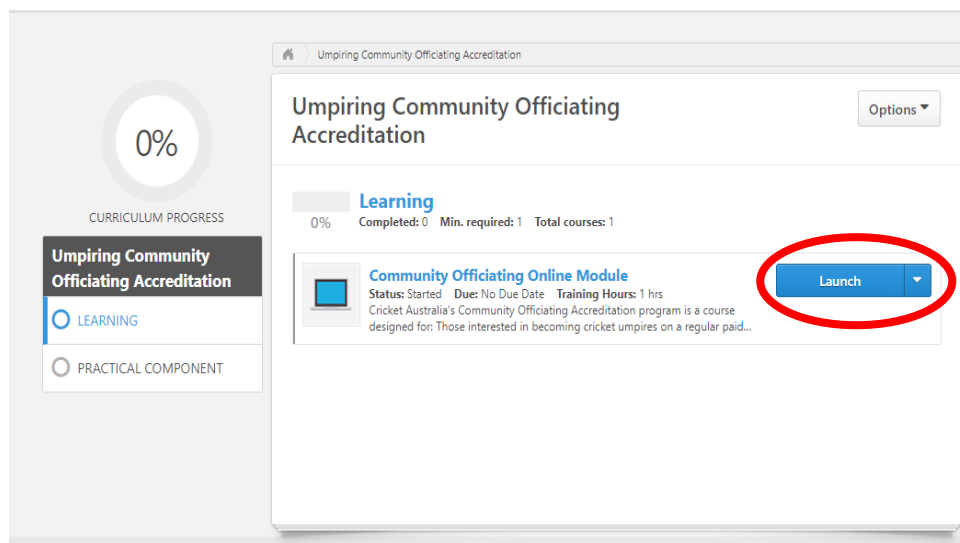 Umpiring Community Officiating Accreditation
0%
CURRICULUM PROGRESS
Umpiring Community
Officiating Accreditation
LEARNING
PRACTICAL COMPONENT
Umpiring Community Officiating
Accreditation
Options
Learning
0%
Completed: 0 Min. required: 1 Total courses: 1
Community Officiating Online Module
Status: Started Due: No Due Date Training Hours: 1 hrs
Cricket Australia's Community Officiating Accreditation program is a course
designed for: Those interested in becoming cricket umpires on a regular paid...
Launch